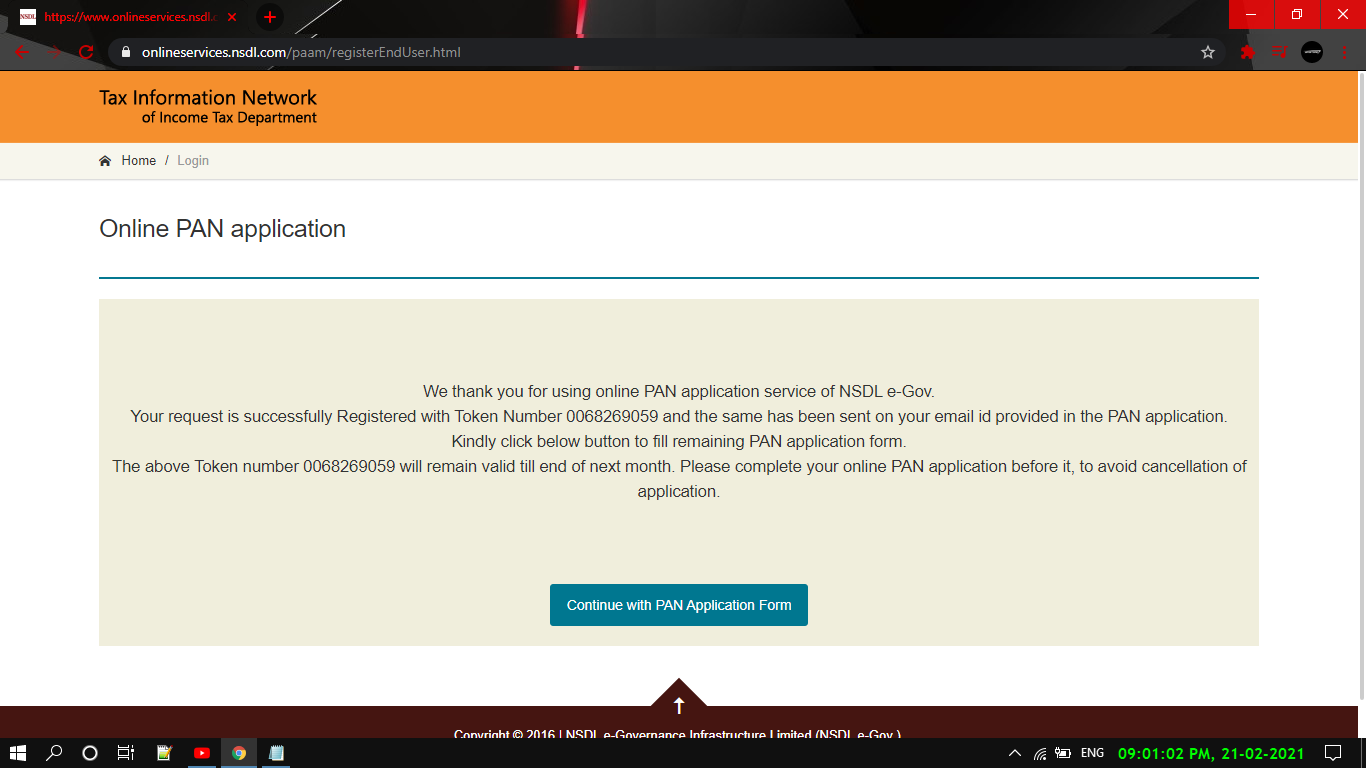 NSDL
https://www.onlineservices.nsdl.c
onlineservices.nsdl.com/paam/registerEndUser.html
Tax Information Network
of Income Tax Department
Home / Login
Online PAN application
We thank you for using online PAN application service of NSDL e-Gov.
Your request is successfully Registered with Token Number 0068269059 and the same has been sent on your email id provided in the PAN application.
Kindly click below button to fill remaining PAN application form.
The above Token number 0068269059 will remain valid till end of next month. Please complete your online PAN application before it, to avoid cancellation of
application.
Continue with PAN Application Form
Copyright © 2016 | NSDL e-Governance Infrastructure Limited (NSDL e-Gov.)
ENG
09:01:02 PM, 21-02-2021